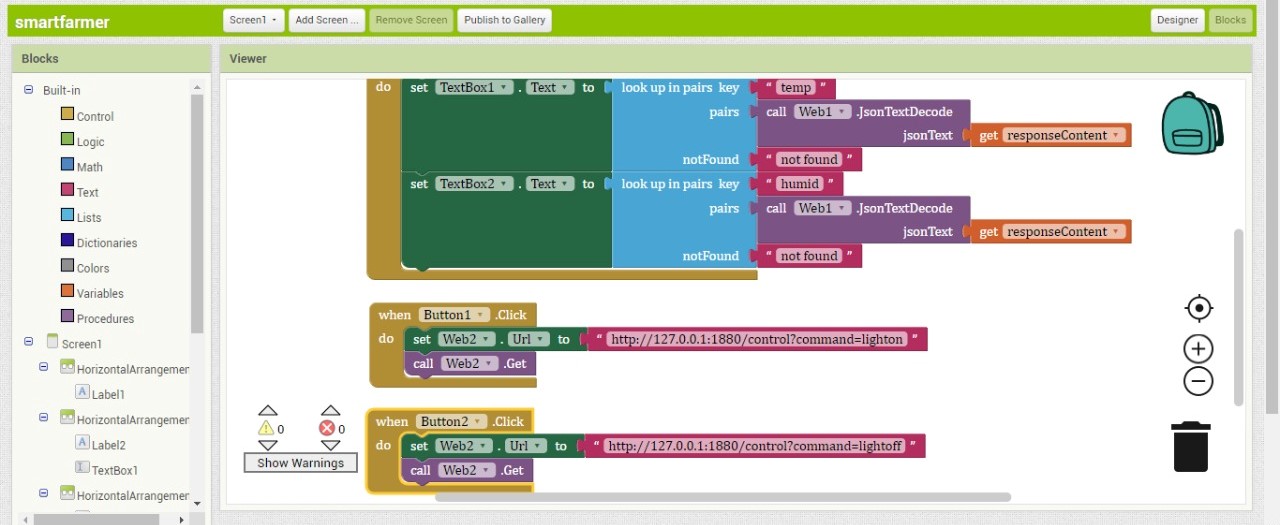 smartfarmer Screen1 Add Screen ... Remove Screen Publish to Gallery Designer Blocks
Blocks
Built-in
Control
Logic
Math
Text
Lists
Dictionaries
Colors
Variables
Procedures
Screen1
HorizontalArrangemer
Label1
HorizontalArrangemer
Label2
TextBox1
HorizontalArrangemer
Viewer
do set TextBox1 . Text to look up in pairs key " temp "
pairs call Web1 .JsonTextDecode
jsonText get responseContent
notFound " not found "
set TextBox2 . Text to look up in pairs key " humid "
pairs call Web1 .JsonTextDecode
jsonText get responseContent
notFound " not found "
when Button1 .Click
do set Web2 . Url to " http://127.0.0.1:1880/control?command=lighton "
call Web2 .Get
when Button2 .Click
do set Web2 . Url to " http://127.0.0.1:1880/control?command=lightoff "
call Web2 .Get
0 0
Show Warnings